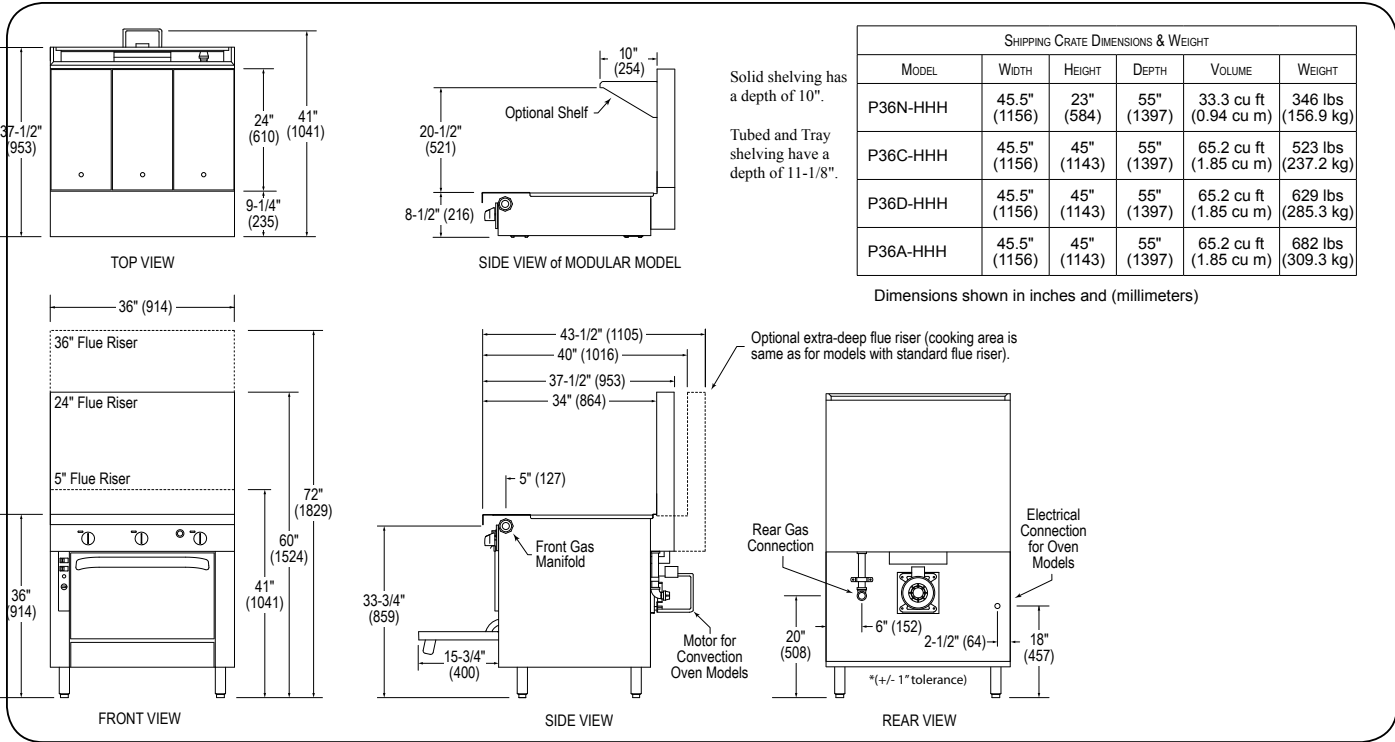 37-1/2"
(953)
24"
(610)
41"
(1041)
9-1/4"
(235)
TOP VIEW
10"
(254)
Optional Shelf
20-1/2"
(521)
8-1/2" (216)
SIDE VIEW of MODULAR MODEL
Solid shelving has
a depth of 10".
Tubed and Tray
shelving have a
depth of 11-1/8".
Shipping Crate Dimensions & Weight
Model Width Height Depth Volume Weight
P36N-HHH 45.5" (1156) 23" (584) 55" (1397) 33.3 cu ft (0.94 cu m) 346 lbs (156.9 kg)
P36C-HHH 45.5" (1156) 45" (1143) 55" (1397) 65.2 cu ft (1.85 cu m) 523 lbs (237.2 kg)
P36D-HHH 45.5" (1156) 45" (1143) 55" (1397) 65.2 cu ft (1.85 cu m) 629 lbs (285.3 kg)
P36A-HHH 45.5" (1156) 45" (1143) 55" (1397) 65.2 cu ft (1.85 cu m) 682 lbs (309.3 kg)
Dimensions shown in inches and (millimeters)
36" (914)
36" Flue Riser
24" Flue Riser
5" Flue Riser
72"
(1829)
60"
(1524)
41"
(1041)
36"
(914)
FRONT VIEW
43-1/2" (1105)
40" (1016)
37-1/2" (953)
34" (864)
Optional extra-deep flue riser (cooking area is
same as for models with standard flue riser).
5" (127)
Front Gas
Manifold
33-3/4"
(859)
15-3/4"
(400)
Motor for
Convection
Oven Models
SIDE VIEW
Rear Gas
Connection
Electrical
Connection
for Oven
Models
6" (152)
20"
(508)
2-1/2" (64)
18"
(457)
*(+/- 1" tolerance)
REAR VIEW